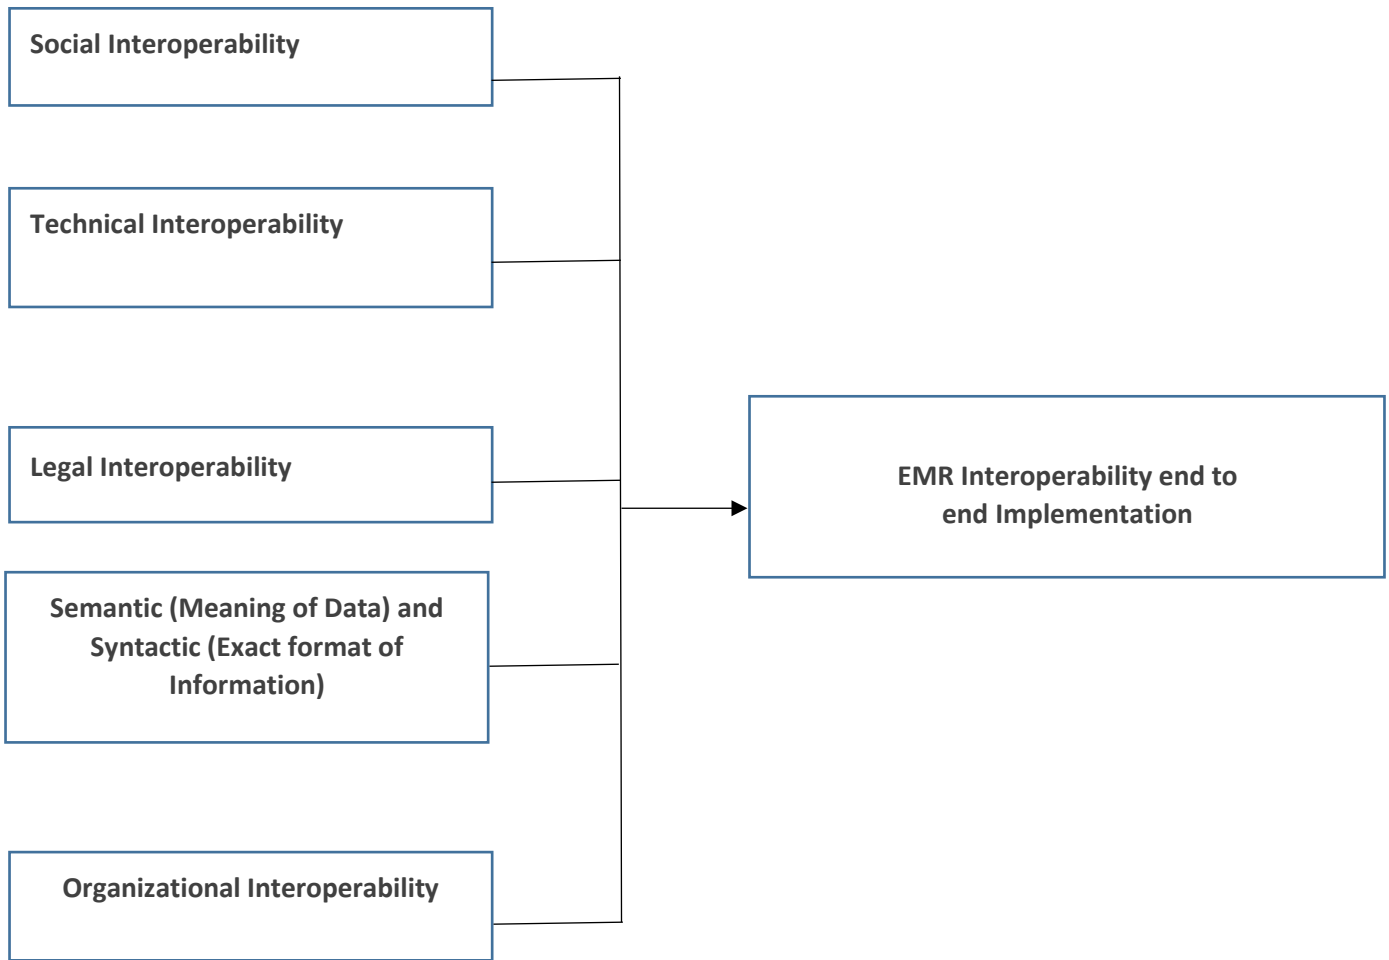 Social Interoperability
Technical Interoperability
Legal Interoperability
EMR Interoperability end to
end Implementation
Semantic (Meaning of Data) and
Syntactic (Exact format of
Information)
Organizational Interoperability